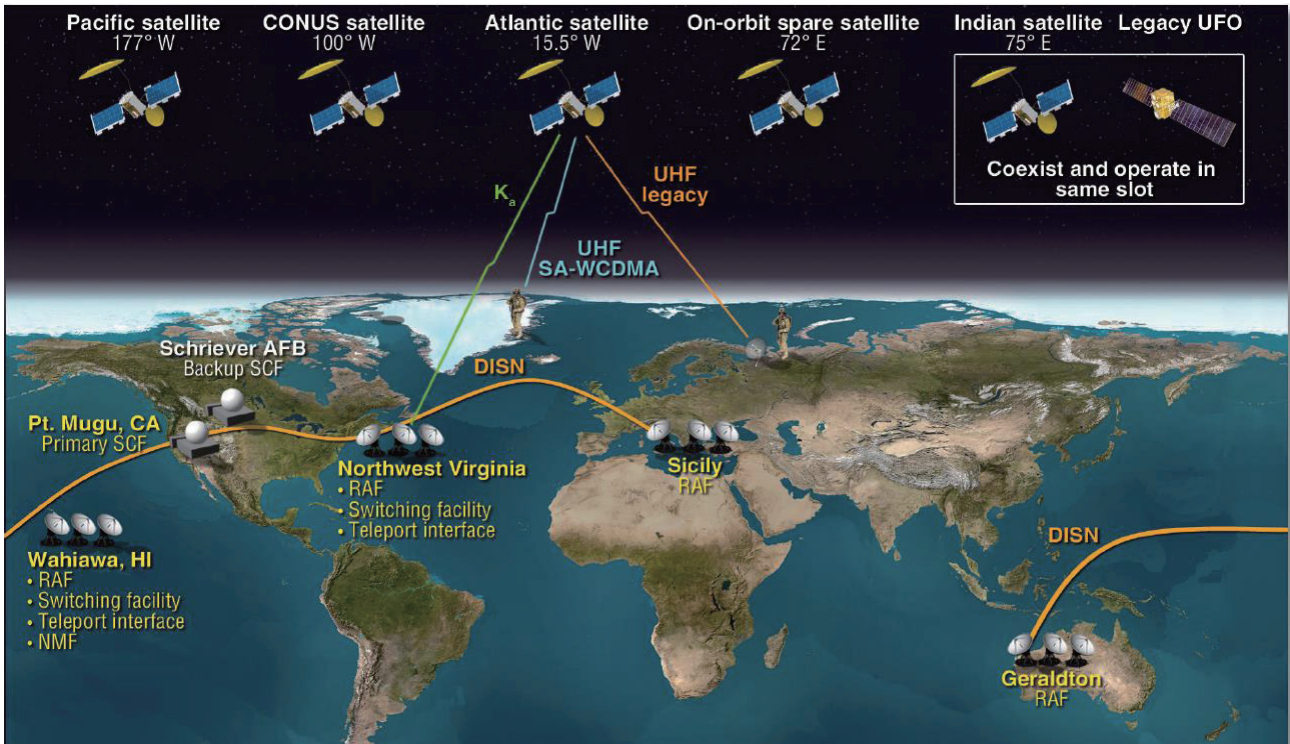 Pacific satellite
177° W
CONUS satellite
100° W
Atlantic satellite
15.5° W
On-orbit spare satellite
72° E
Indian satellite
75° E
Legacy UFO
Coexist and operate in
same slot
Ka
UHF
SA-WCDMA
UHF
legacy
Schriever AFB
Backup SCF
Pt. Mugu, CA
Primary SCF
DISN
Northwest Virginia
• RAF
• Switching facility
• Teleport interface
Sicily
RAF
Wahiawa, HI
• RAF
• Switching facility
• Teleport interface
• NMF
DISN
Geraldton
RAF